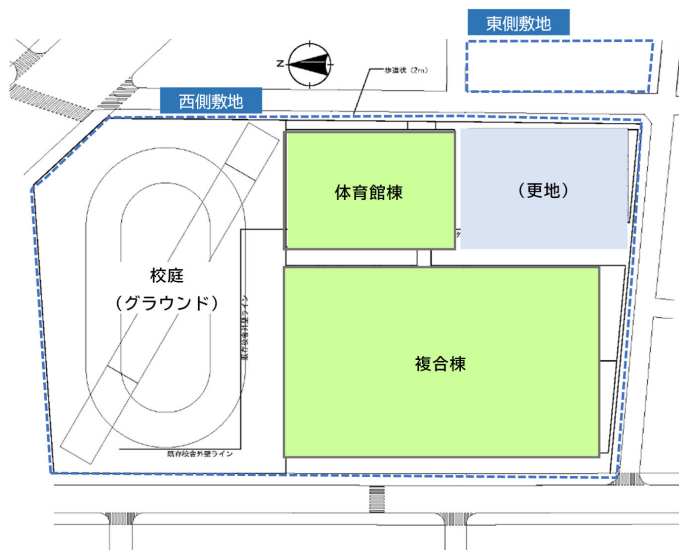 東側敷地
N
歩道状（2m）
西側敷地
体育館棟
（更地）
校庭
（グラウンド）
既存校舎外壁ライン
複合棟
既存校舎外壁ライン